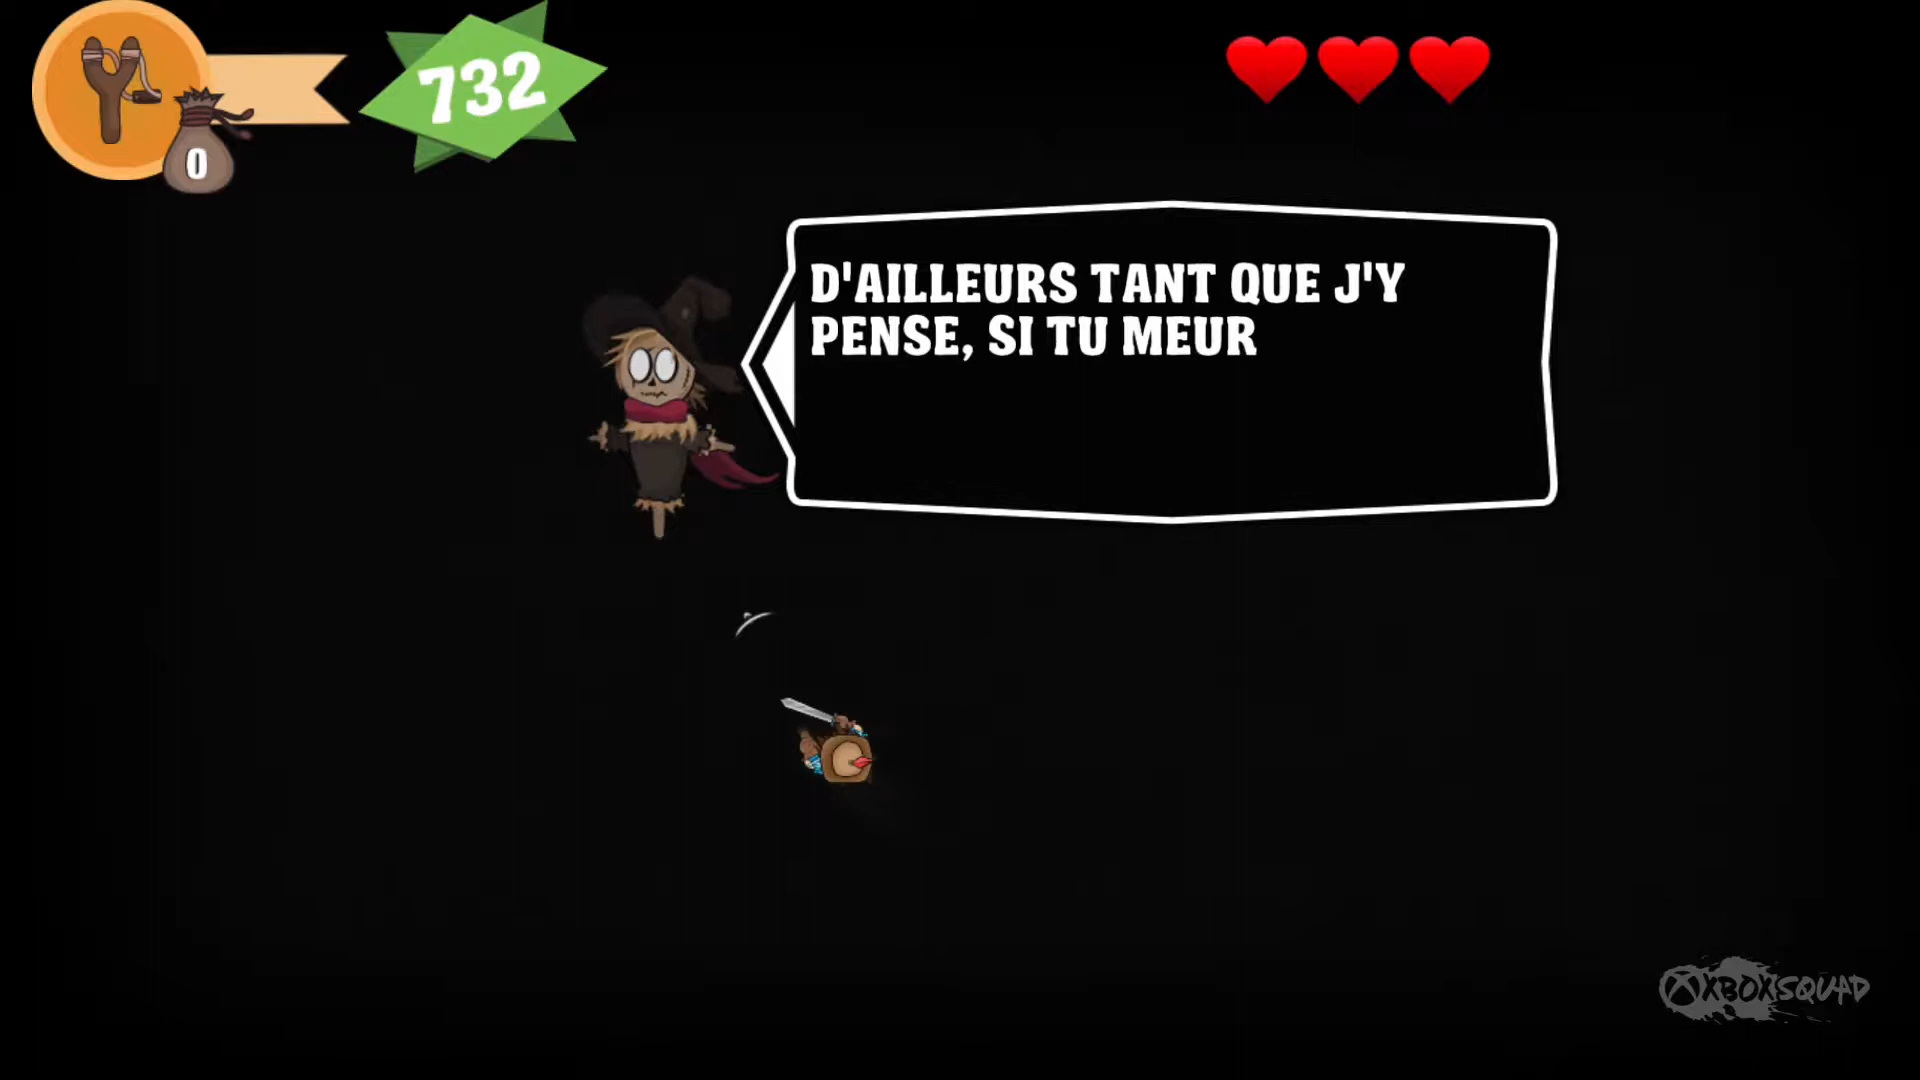 732
0
D'AILLEURS TANT QUE J'Y
PENSE, SI TU MEUR
XBOXSQUAD